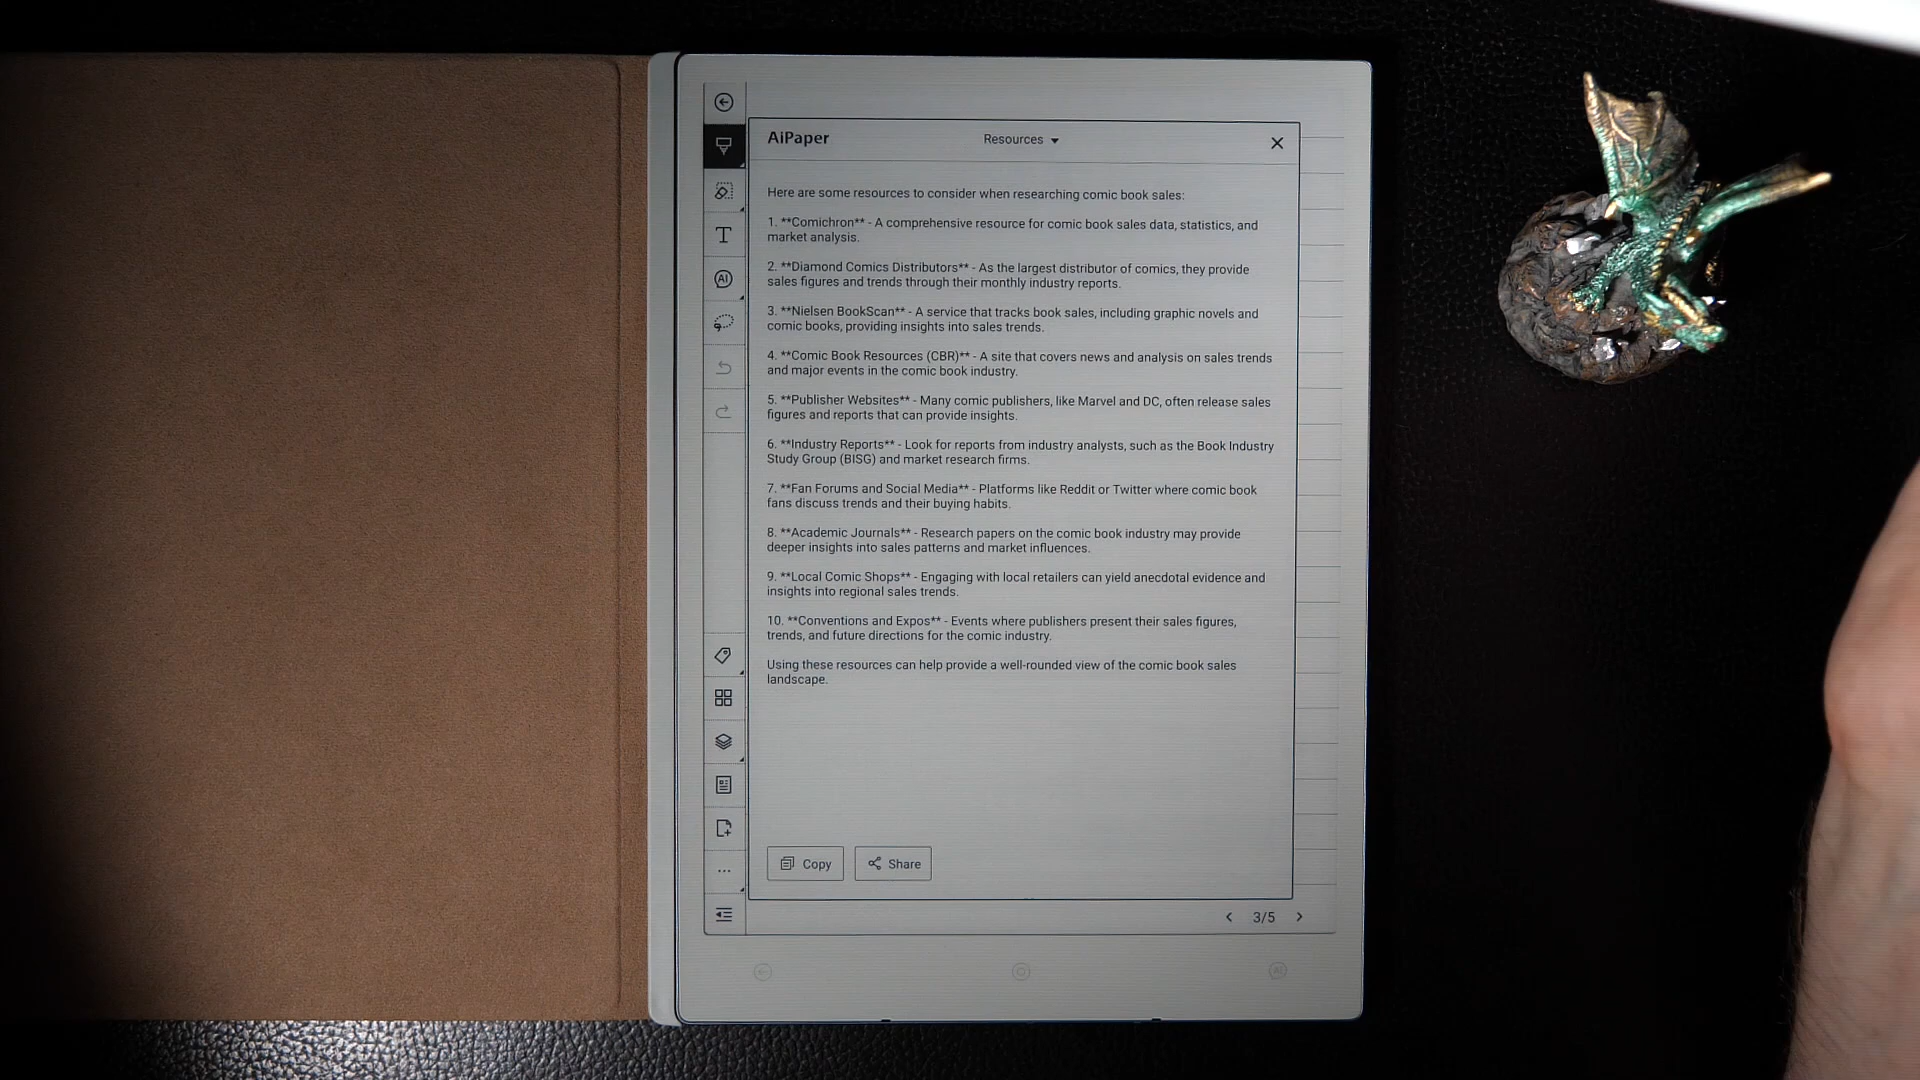 AiPaper
Resources
Here are some resources to consider when researching comic book sales:
1. **Comichron** - A comprehensive resource for comic book sales data, statistics, and
market analysis.
2. **Diamond Comics Distributors** - As the largest distributor of comics, they provide
sales figures and trends through their monthly industry reports.
3. **Nielsen BookScan** - A service that tracks book sales, including graphic novels and
comic books, providing insights into sales trends.
4. **Comic Book Resources (CBR)** - A site that covers news and analysis on sales trends
and major events in the comic book industry.
5. **Publisher Websites** - Many comic publishers, like Marvel and DC, often release sales
figures and reports that can provide insights.
6. **Industry Reports** - Look for reports from industry analysts, such as the Book Industry
Study Group (BISG) and market research firms.
7. **Fan Forums and Social Media** - Platforms like Reddit or Twitter where comic book
fans discuss trends and their buying habits.
8. **Academic Journals** - Research papers on the comic book industry may provide
deeper insights into sales patterns and market influences.
9. **Local Comic Shops** - Engaging with local retailers can yield anecdotal evidence and
insights into regional sales trends.
10. **Conventions and Expos** - Events where publishers present their sales figures,
trends, and future directions for the comic industry.
Using these resources can help provide a well-rounded view of the comic book sales
landscape.
Copy
Share
3/5
T
AI
AI